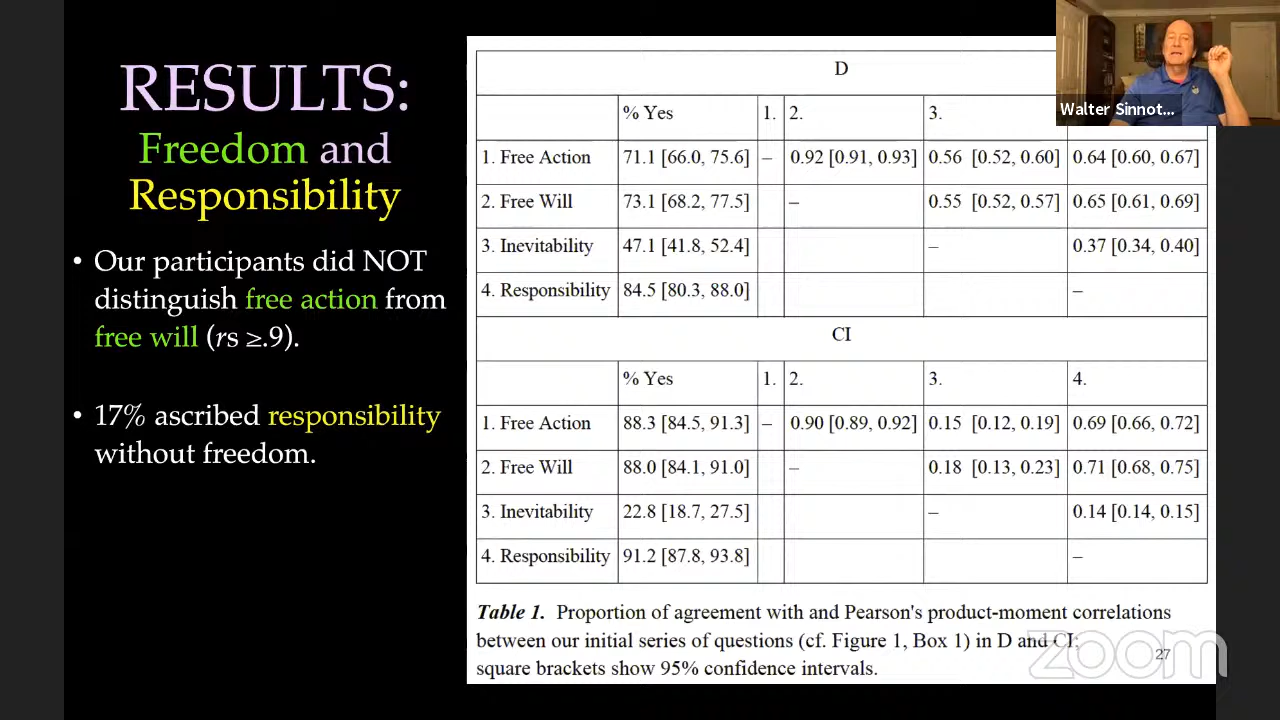 RESULTS:
Freedom and
Responsibility
• Our participants did NOT
distinguish free action from
free will (rs ≥.9).
• 17% ascribed responsibility
without freedom.
D
% Yes 1. 2. 3.
1. Free Action 71.1 [66.0, 75.6] – 0.92 [0.91, 0.93] 0.56 [0.52, 0.60] 0.64 [0.60, 0.67]
2. Free Will 73.1 [68.2, 77.5] – 0.55 [0.52, 0.57] 0.65 [0.61, 0.69]
3. Inevitability 47.1 [41.8, 52.4] – 0.37 [0.34, 0.40]
4. Responsibility 84.5 [80.3, 88.0] –
CI
% Yes 1. 2. 3. 4.
1. Free Action 88.3 [84.5, 91.3] – 0.90 [0.89, 0.92] 0.15 [0.12, 0.19] 0.69 [0.66, 0.72]
2. Free Will 88.0 [84.1, 91.0] – 0.18 [0.13, 0.23] 0.71 [0.68, 0.75]
3. Inevitability 22.8 [18.7, 27.5] – 0.14 [0.14, 0.15]
4. Responsibility 91.2 [87.8, 93.8] –
Table 1. Proportion of agreement with and Pearson's product-moment correlations
between our initial series of questions (cf. Figure 1, Box 1) in D and CI;
square brackets show 95% confidence intervals.
27
zoom
Walter Sinnot...